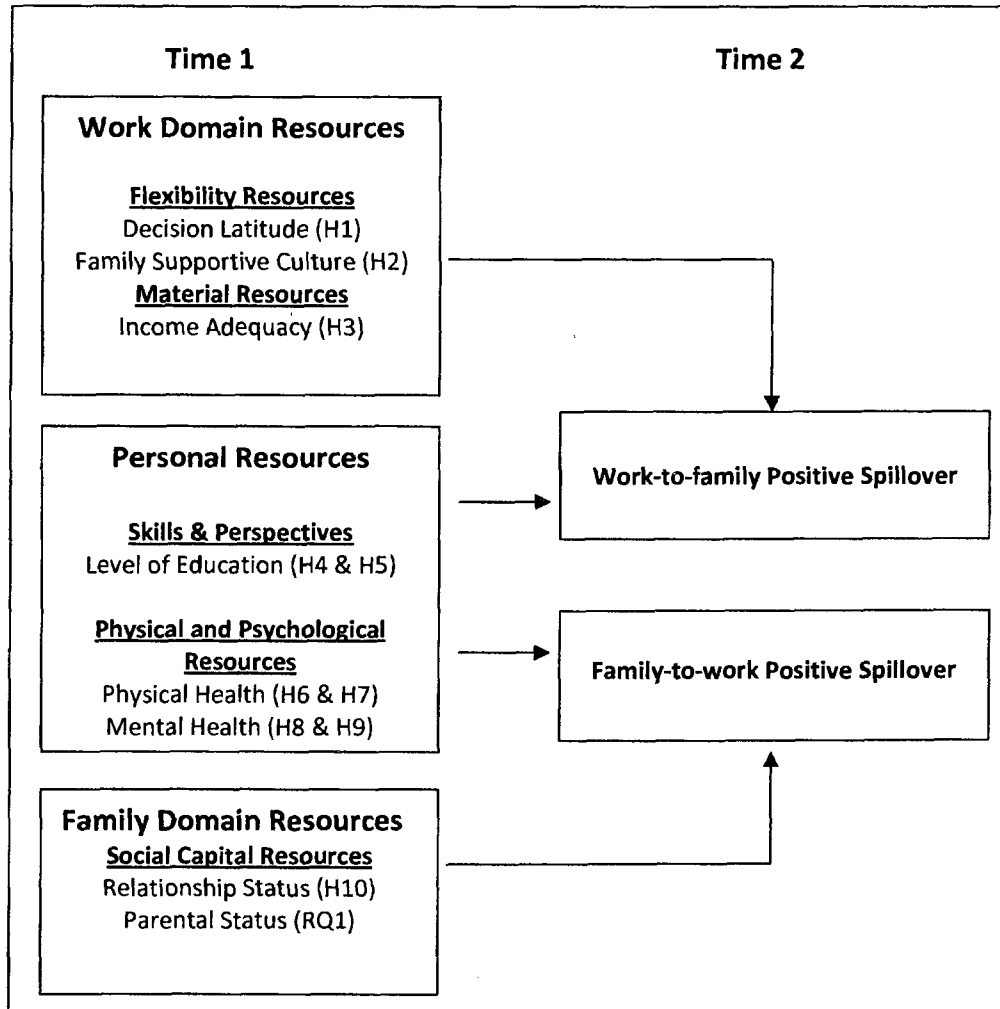 Time 1
Time 2
Work Domain Resources
Flexibility Resources
Decision Latitude (H1)
Family Supportive Culture (H2)
Material Resources
Income Adequacy (H3)
Personal Resources
Skills & Perspectives
Level of Education (H4 & H5)
Physical and Psychological
Resources
Physical Health (H6 & H7)
Mental Health (H8 & H9)
Family Domain Resources
Social Capital Resources
Relationship Status (H10)
Parental Status (RQ1)
Work-to-family Positive Spillover
Family-to-work Positive Spillover